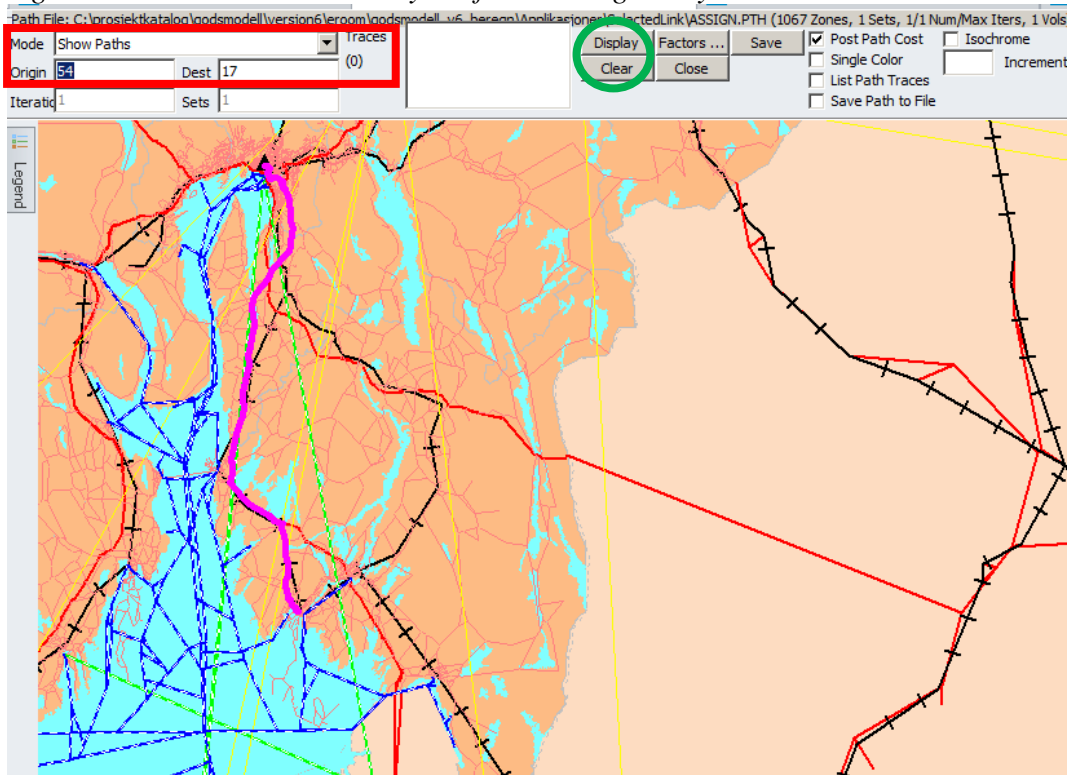 Path File: C:\prosjektkatalog\godsmodell\version6\eroom\godsmodell_v6_beregn\Applikasjoner\SelectedLink\ASSIGN.PTH (1067 Zones, 1 Sets, 1/1 Num/Max Iters, 1 Vols
Mode Show Paths Traces Display Factors ... Save Post Path Cost Isochrome
(0) Single Color Increment
Origin 54 Dest 17 Clear Close List Path Traces
Iteratic 1 Sets 1 Save Path to File
Legend